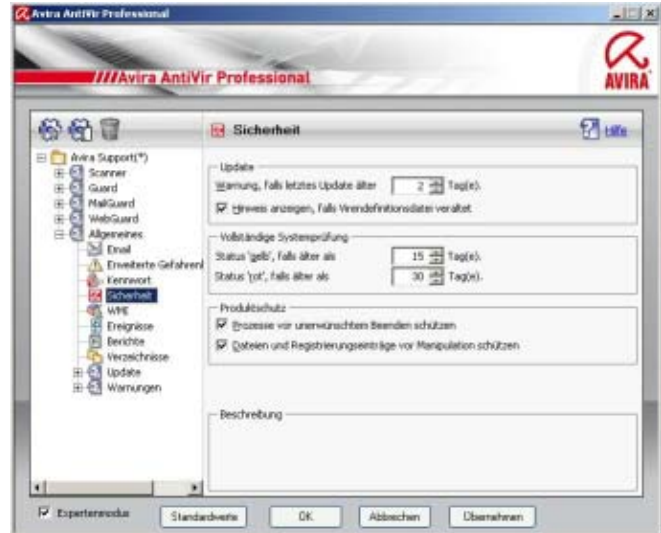 Avira AntiVir Professional
////Avira AntiVir Professional
AVIRA
Sicherheit
Hilfe
Avira Support(*)
Scanner
Guard
MailGuard
WebGuard
Allgemeines
Email
Erweiterte Gefahrenl
Kennwort
Sicherheit
WMI
Ereignisse
Berichte
Verzeichnisse
Update
Warnungen
Update
Warnung, falls letztes Update älter 2 Tag(e).
Hinweis anzeigen, falls Virendefinitionsdatei veraltet
Vollständige Systemprüfung
Status 'gelb', falls älter als 15 Tag(e).
Status 'rot', falls älter als 30 Tag(e).
Produktschutz
Prozesse vor unerwünschtem Beenden schützen
Dateien und Registrierungseinträge vor Manipulation schützen
Beschreibung
Expertenmodus
Standardwerte
OK
Abbrechen
Übernehmen